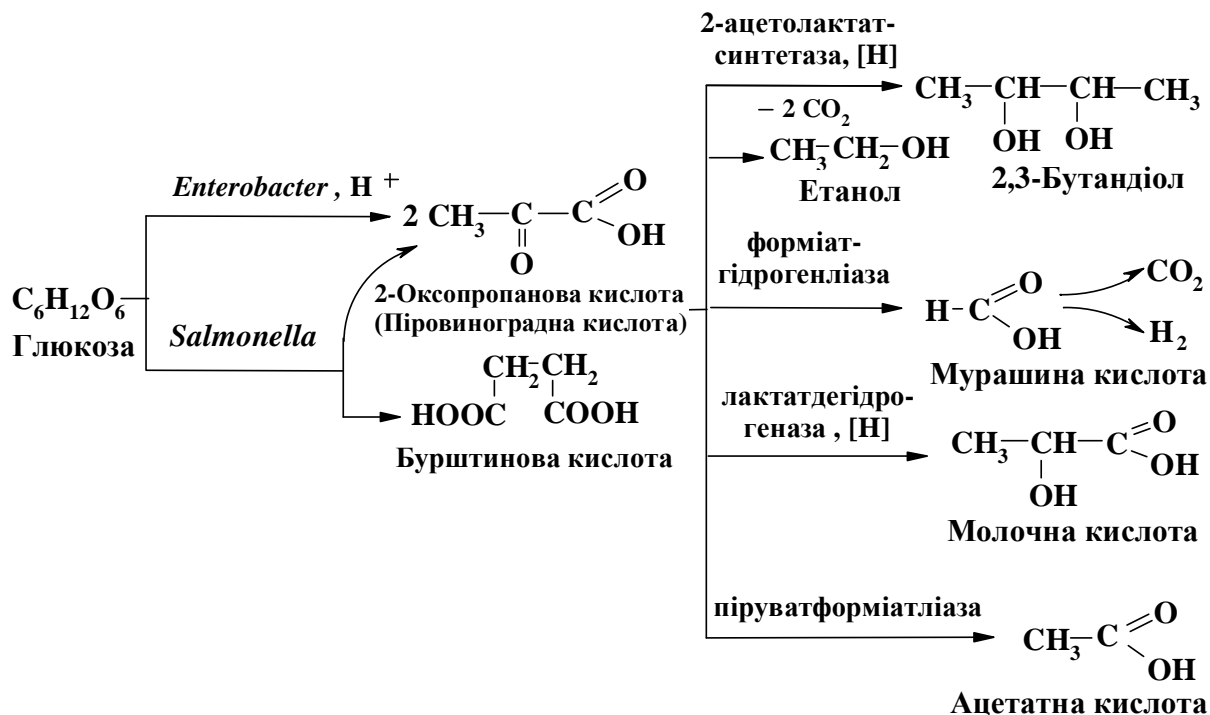 2-ацетолактат-
синтетаза, [H]
CH₃—CH—CH—CH₃
OH OH
2,3-Бутандіол
– 2 CO₂
CH₃-CH₂-OH
Етанол
Enterobacter , H +
2 CH₃—C—C
O
O
OH
2-Оксопропанова кислота
(Піровиноградна кислота)
C₆H₁₂O₆
Глюкоза
Salmonella
CH₂-CH₂
HOOC COOH
Бурштинова кислота
форміат-
гідрогенліаза
H-C
O
OH
CO₂
H₂
Мурашина кислота
лактатдегідро-
геназа , [H]
CH₃—CH—C
O
OH
OH
Молочна кислота
піруватформіатліаза
CH₃—C
O
OH
Ацетатна кислота